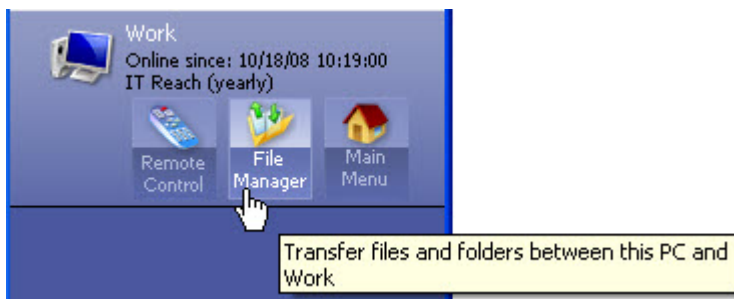 Work
Online since: 10/18/08 10:19:00
IT Reach (yearly)
Remote
Control
File
Manager
Main
Menu
Transfer files and folders between this PC and
Work